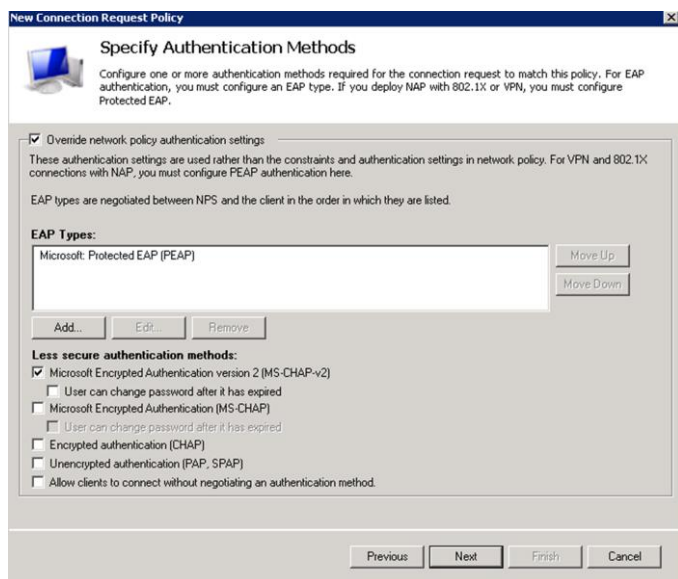 New Connection Request Policy
Specify Authentication Methods
Configure one or more authentication methods required for the connection request to match this policy. For EAP
authentication, you must configure an EAP type. If you deploy NAP with 802.1X or VPN, you must configure
Protected EAP.
Override network policy authentication settings
These authentication settings are used rather than the constraints and authentication settings in network policy. For VPN and 802.1X
connections with NAP, you must configure PEAP authentication here.
EAP types are negotiated between NPS and the client in the order in which they are listed.
EAP Types:
Microsoft: Protected EAP (PEAP)
Move Up
Move Down
Add... Edit... Remove
Less secure authentication methods:
Microsoft Encrypted Authentication version 2 (MS-CHAP-v2)
User can change password after it has expired
Microsoft Encrypted Authentication (MS-CHAP)
User can change password after it has expired
Encrypted authentication (CHAP)
Unencrypted authentication (PAP, SPAP)
Allow clients to connect without negotiating an authentication method.
Previous Next Finish Cancel